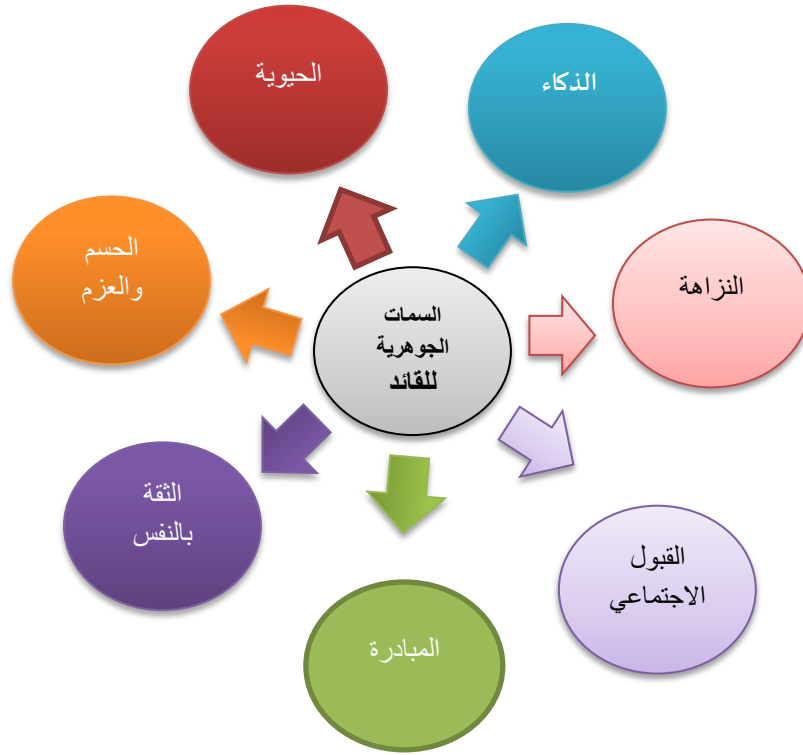 السمات
الجوهرية
للقائد
الذكاء
النزاهة
القبول
الاجتماعي
المبادرة
الثقة
بالنفس
الحسم
والعزم
الحيوية